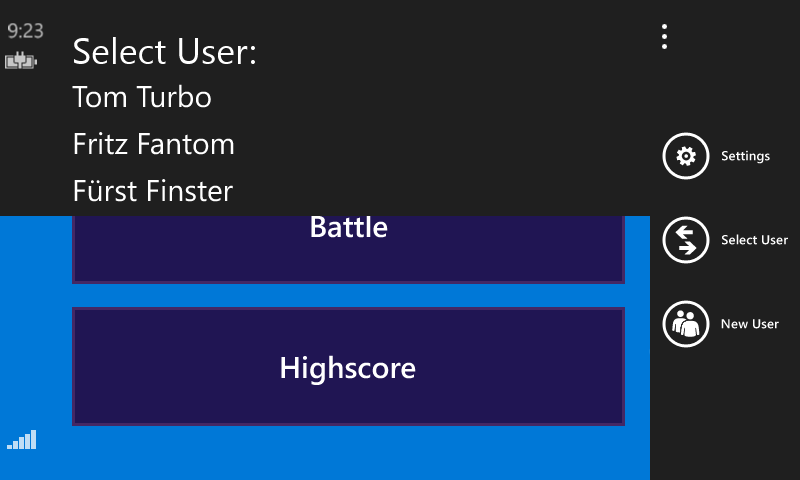 9:23
Select User:
Tom Turbo
Fritz Fantom
Fürst Finster
Battle
Highscore
Settings
Select User
New User